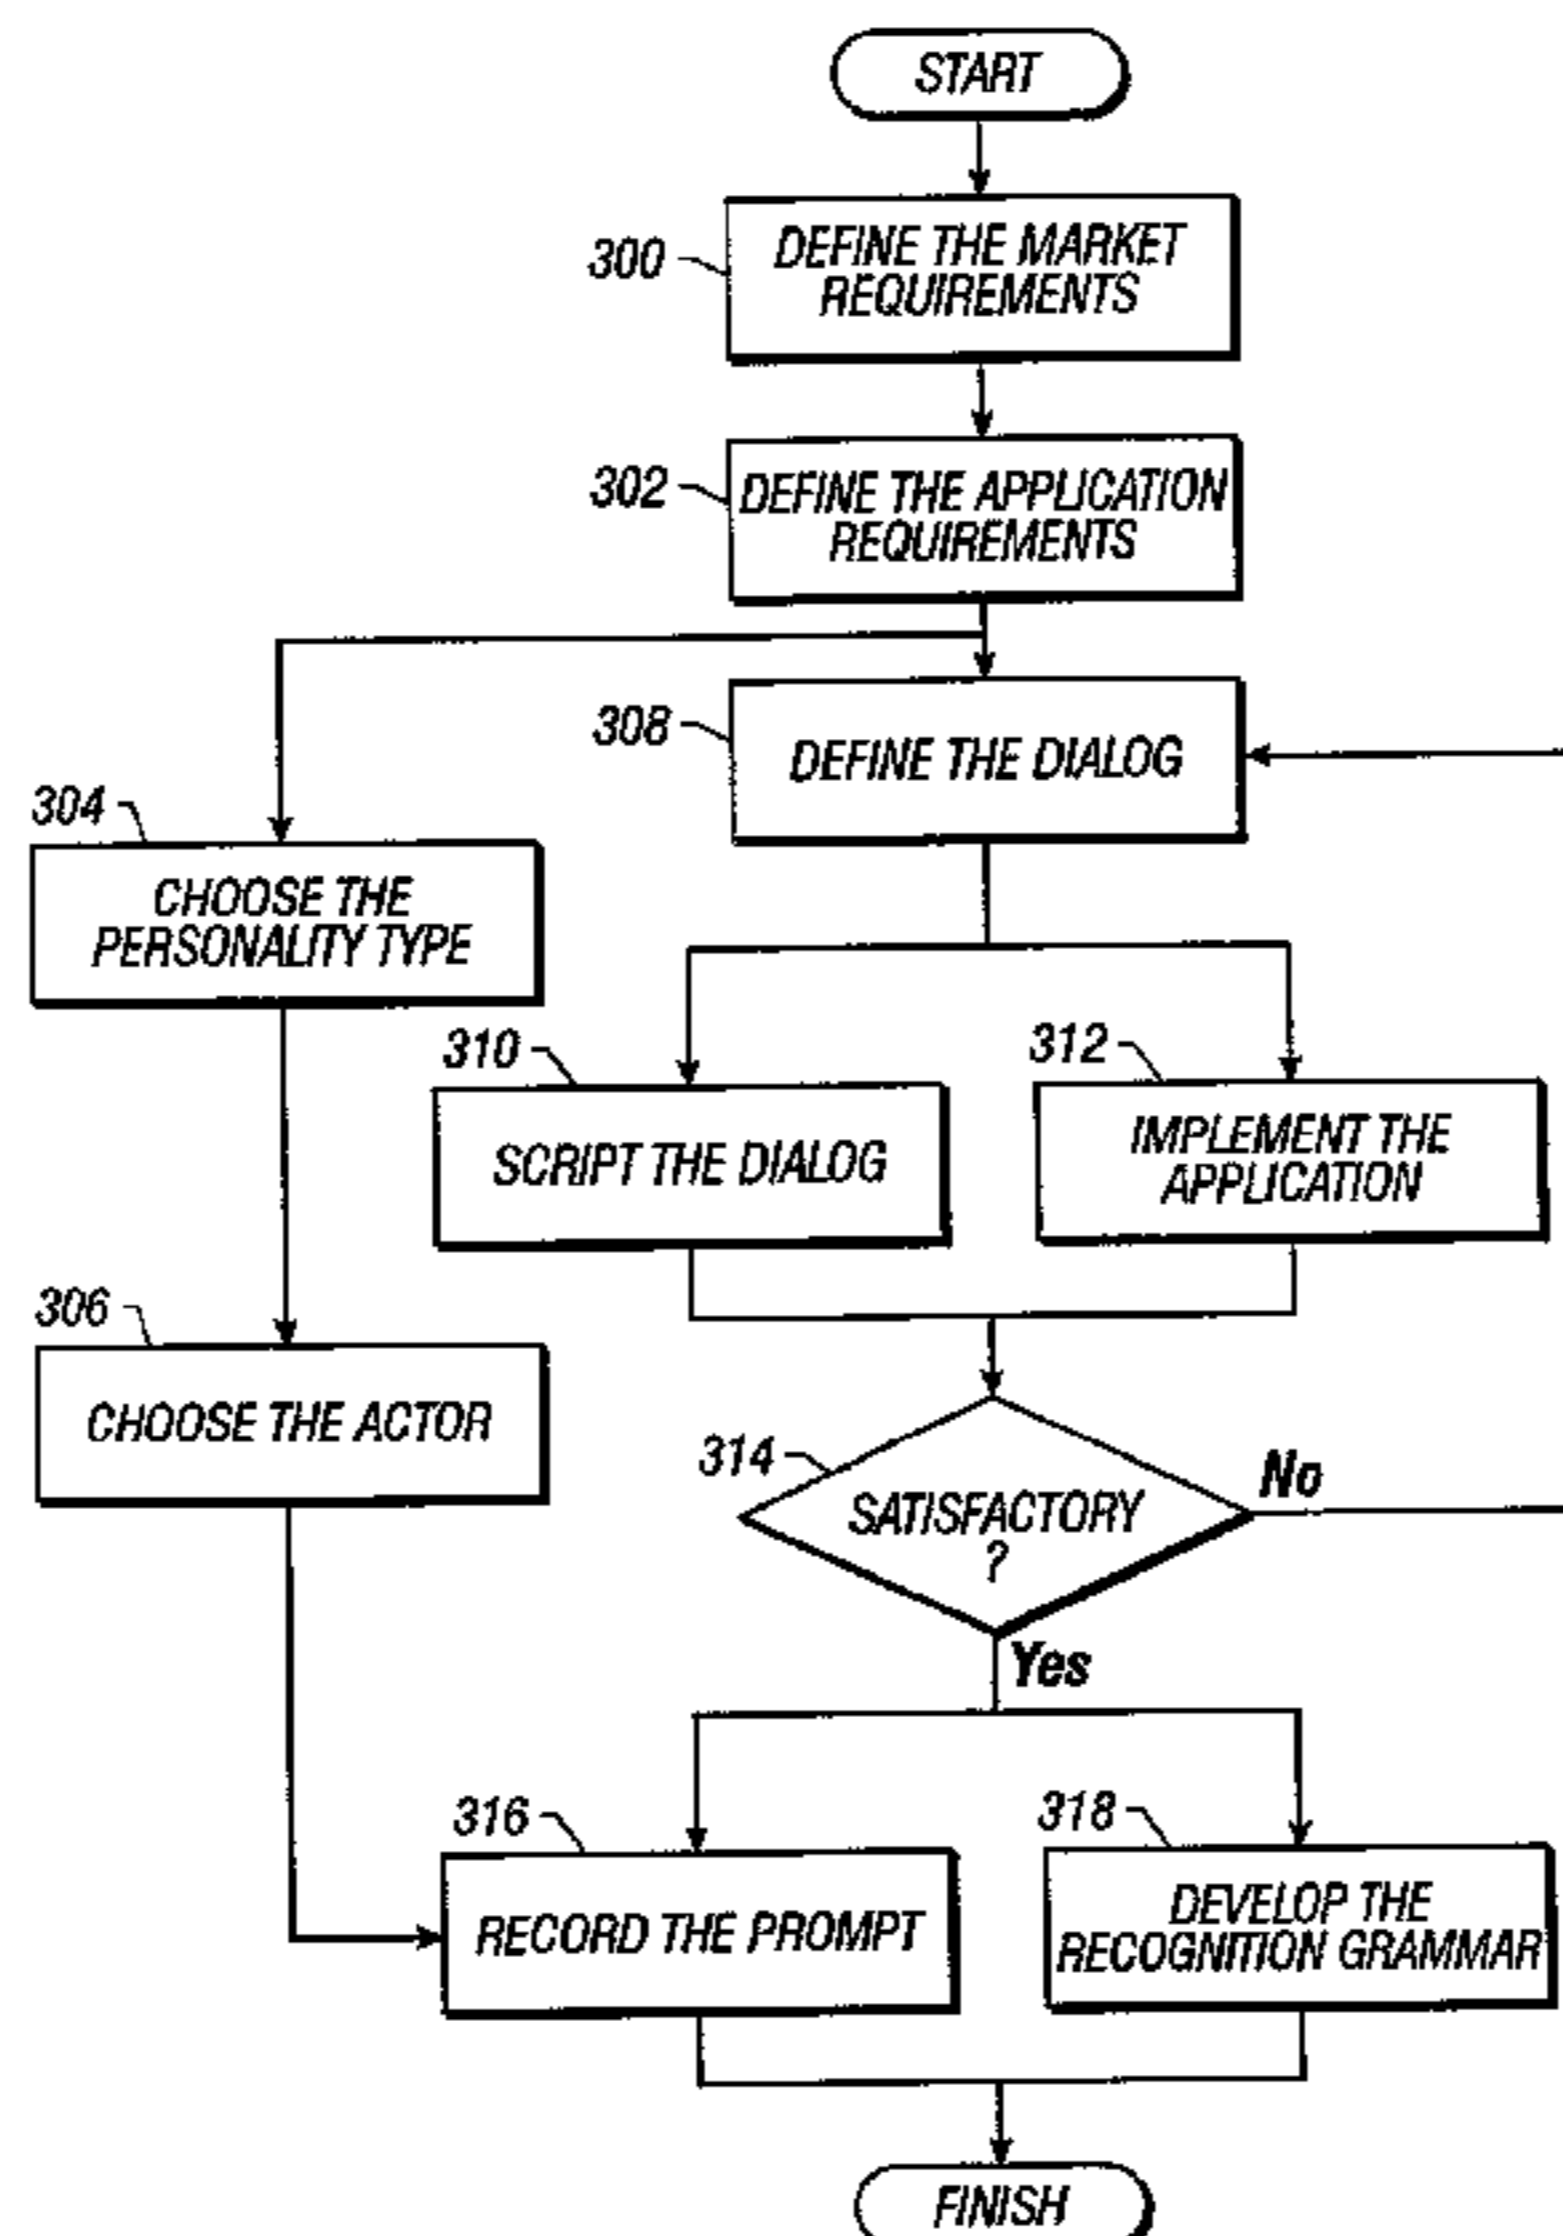 START
300
DEFINE THE MARKET
REQUIREMENTS
302
DEFINE THE APPLICATION
REQUIREMENTS
308
DEFINE THE DIALOG
304
CHOOSE THE
PERSONALITY TYPE
310
SCRIPT THE DIALOG
312
IMPLEMENT THE
APPLICATION
306
CHOOSE THE ACTOR
314
SATISFACTORY
?
No
Yes
316
RECORD THE PROMPT
318
DEVELOP THE
RECOGNITION GRAMMAR
FINISH